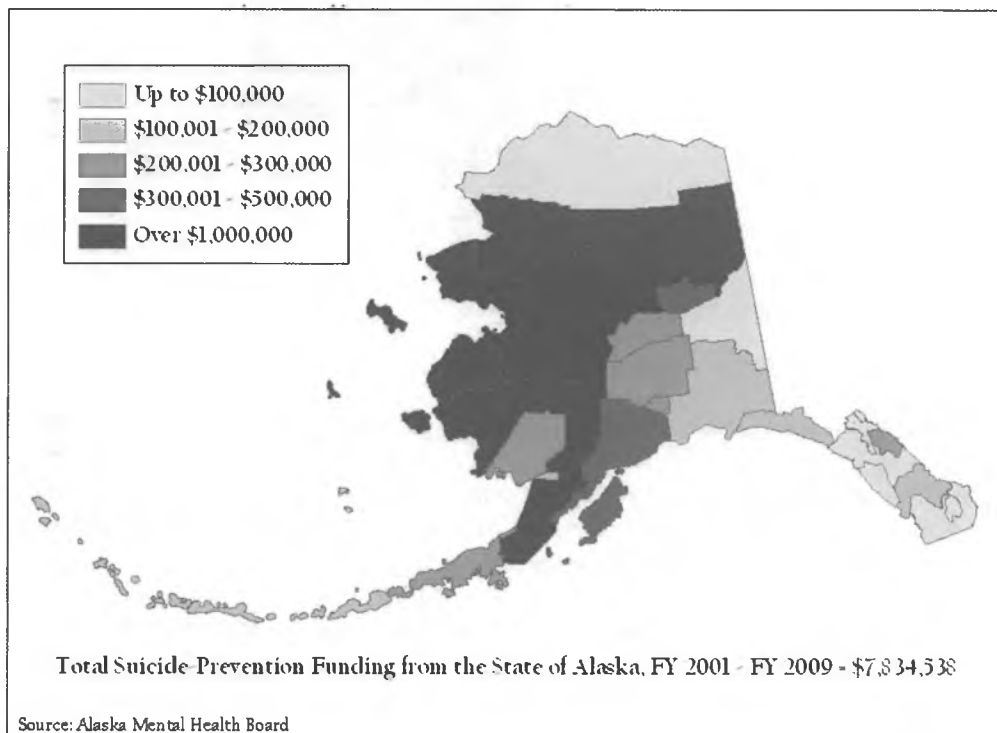 Up to $100,000
$100,001 - $200,000
$200,001 - $300,000
$300,001 - $500,000
Over $1,000,000
Total Suicide Prevention Funding from the State of Alaska, FY 2001 - FY 2009 - $7,834,538
Source: Alaska Mental Health Board